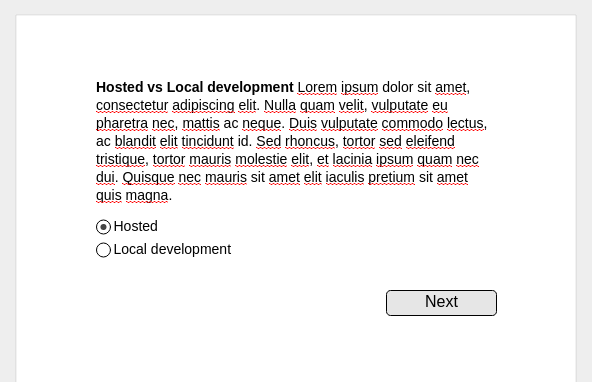 Hosted vs Local development Lorem ipsum dolor sit amet,
consectetur adipiscing elit. Nulla quam velit, vulputate eu
pharetra nec, mattis ac neque. Duis vulputate commodo lectus,
ac blandit elit tincidunt id. Sed rhoncus, tortor sed eleifend
tristique, tortor mauris molestie elit, et lacinia ipsum quam nec
dui. Quisque nec mauris sit amet elit iaculis pretium sit amet
quis magna.
Hosted
Local development
Next